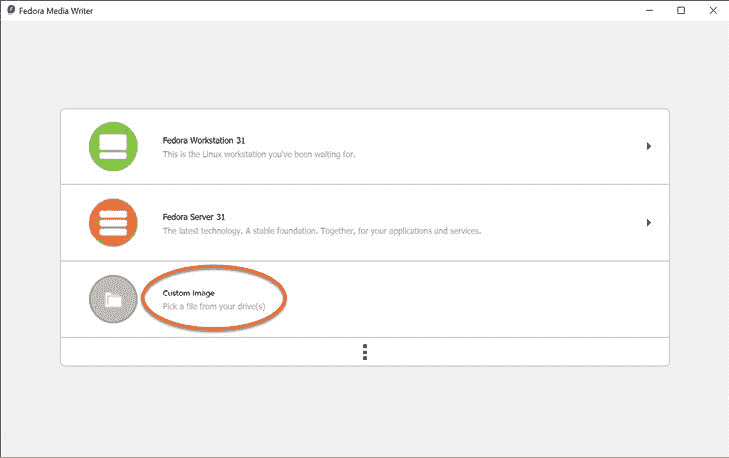 Fedora Media Writer
Fedora Workstation 31
This is the Linux workstation you've been waiting for.
Fedora Server 31
The latest technology. A stable foundation. Together, for your applications and services.
Custom image
Pick a file from your drive(s)